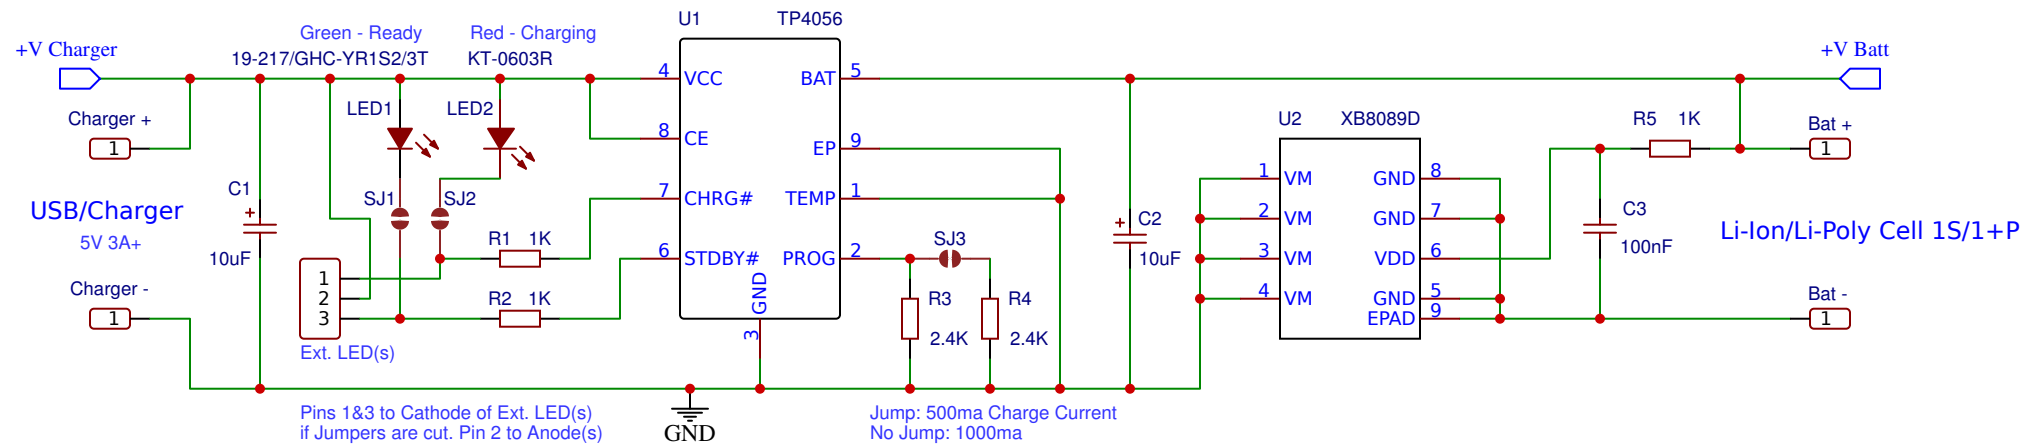 +V Charger
Green - Ready
19-217/GHC-YR1S2/3T
Red - Charging
KT-0603R
U1
TP4056
+V Batt
LED1
LED2
Charger +
1
4 VCC
8 CE
7 CHRG#
6 STDBY#
GND
3
BAT 5
EP 9
TEMP 1
PROG 2
C1
+
10uF
SJ1
SJ2
USB/Charger
5V 3A+
R1 1K
R2 1K
1
2
3
Ext. LED(s)
Charger -
1
SJ3
R3
2.4K
R4
2.4K
C2
+
10uF
U2
XB8089D
1 VM
2 VM
3 VM
4 VM
GND 8
GND 7
VDD 6
GND 5
EPAD 9
R5 1K
C3
100nF
Bat +
1
Li-Ion/Li-Poly Cell 1S/1+P
Bat -
1
Pins 1&3 to Cathode of Ext. LED(s)
if Jumpers are cut. Pin 2 to Anode(s)
GND
Jump: 500ma Charge Current
No Jump: 1000ma